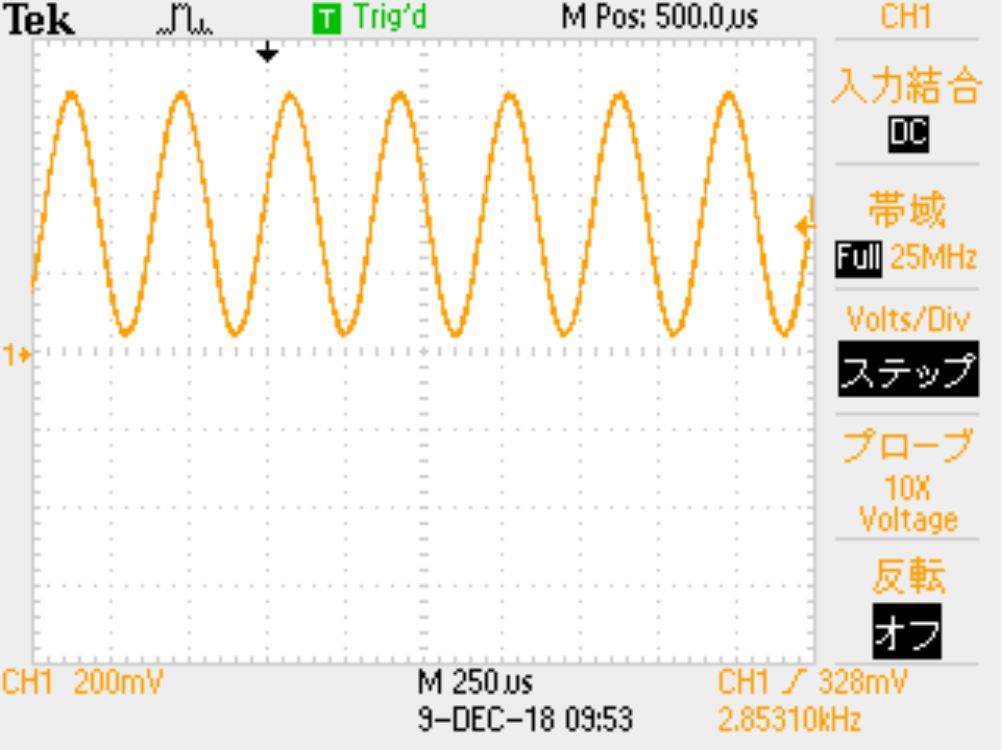 Tek T Trig'd M Pos: 500.0µs CH1
入力結合
DC
帯域
Full 25MHz
Volts/Div
ステップ
1
プローブ
10X
Voltage
反転
オフ
CH1 200mV M 250µs CH1 328mV
9-DEC-18 09:53 2.85310kHz